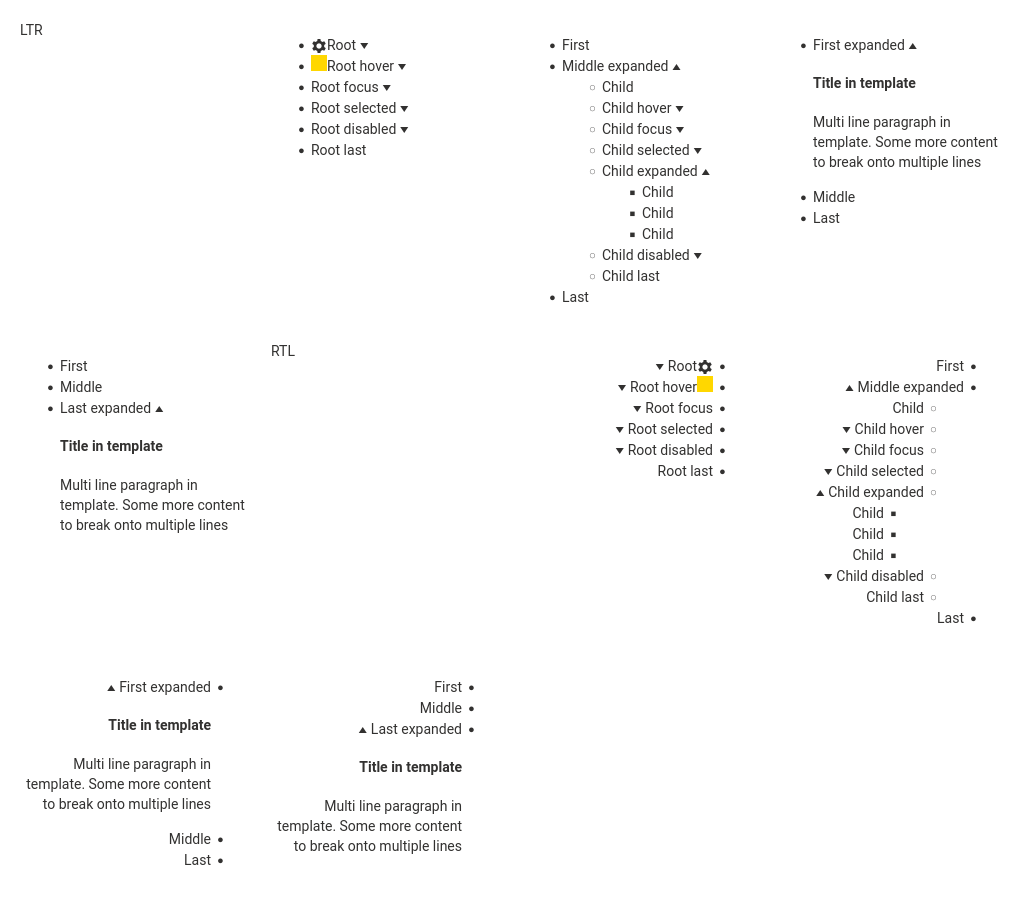 LTR
Root
Root hover
Root focus
Root selected
Root disabled
Root last
First
Middle expanded
Child
Child hover
Child focus
Child selected
Child expanded
Child
Child
Child
Child disabled
Child last
Last
First expanded
Title in template
Multi line paragraph in
template. Some more content
to break onto multiple lines
Middle
Last
First
Middle
Last expanded
Title in template
Multi line paragraph in
template. Some more content
to break onto multiple lines
RTL
Root
Root hover
Root focus
Root selected
Root disabled
Root last
First
Middle expanded
Child
Child hover
Child focus
Child selected
Child expanded
Child
Child
Child
Child disabled
Child last
Last
First expanded
Title in template
Multi line paragraph in
template. Some more content
to break onto multiple lines
Middle
Last
First
Middle
Last expanded
Title in template
Multi line paragraph in
template. Some more content
to break onto multiple lines